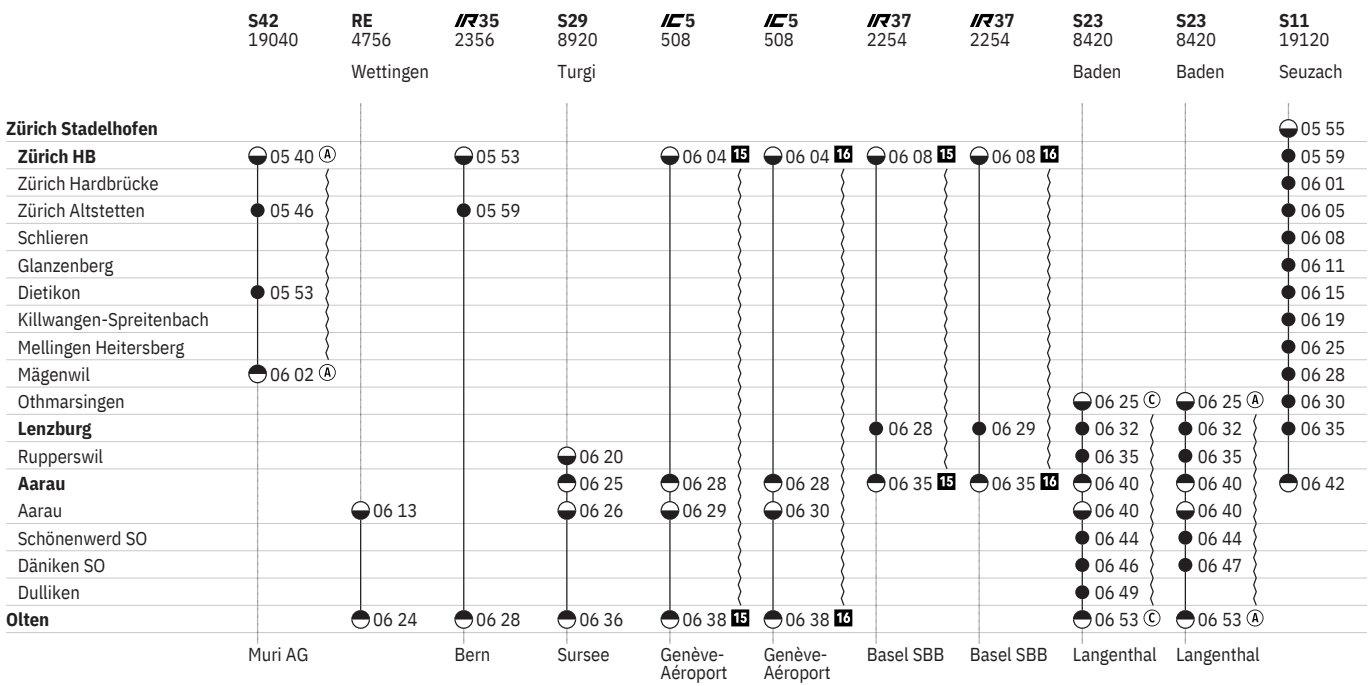 S42 RE IR35 S29 IC5 IC5 IR37 IR37 S23 S23 S11
19040 4756 2356 8920 508 508 2254 2254 8420 8420 19120
Wettingen Turgi Baden Baden Seuzach
Zürich Stadelhofen 05 55
Zürich HB 05 40 A 05 53 06 04 15 06 04 16 06 08 15 06 08 16 05 59
Zürich Hardbrücke 06 01
Zürich Altstetten 05 46 05 59 06 05
Schlieren 06 08
Glanzenberg 06 11
Dietikon 05 53 06 15
Killwangen-Spreitenbach 06 19
Mellingen Heitersberg 06 25
Mägenwil 06 02 A 06 28
Othmarsingen 06 25 C 06 25 A 06 30
Lenzburg 06 28 06 29 06 32 06 32 06 35
Rupperswil 06 20 06 35 06 35
Aarau 06 25 06 28 06 28 06 35 15 06 35 16 06 40 06 40 06 42
Aarau 06 13 06 26 06 29 06 30 06 40 06 40
Schönenwerd SO 06 44 06 44
Däniken SO 06 46 06 47
Dulliken 06 49
Olten 06 24 06 28 06 36 06 38 15 06 38 16 06 53 C 06 53 A
Muri AG Bern Sursee Genève- Genève- Basel SBB Basel SBB Langenthal Langenthal
Aéroport Aéroport